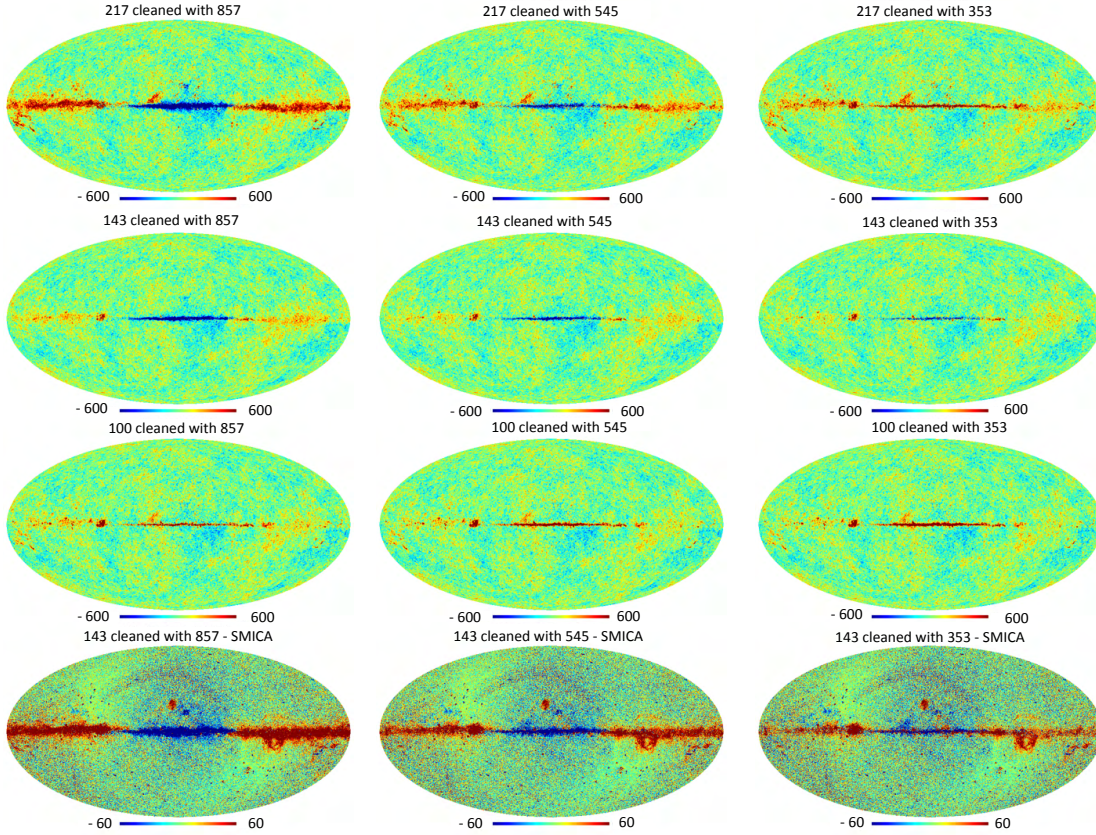 217 cleaned with 857 217 cleaned with 545 217 cleaned with 353
- 600 600 - 600 600 - 600 600
143 cleaned with 857 143 cleaned with 545 143 cleaned with 353
- 600 600 - 600 600 - 600 600
100 cleaned with 857 100 cleaned with 545 100 cleaned with 353
- 600 600 - 600 600 - 600 600
143 cleaned with 857 - SMICA 143 cleaned with 545 - SMICA 143 cleaned with 353 - SMICA
- 60 60 - 60 60 - 60 60